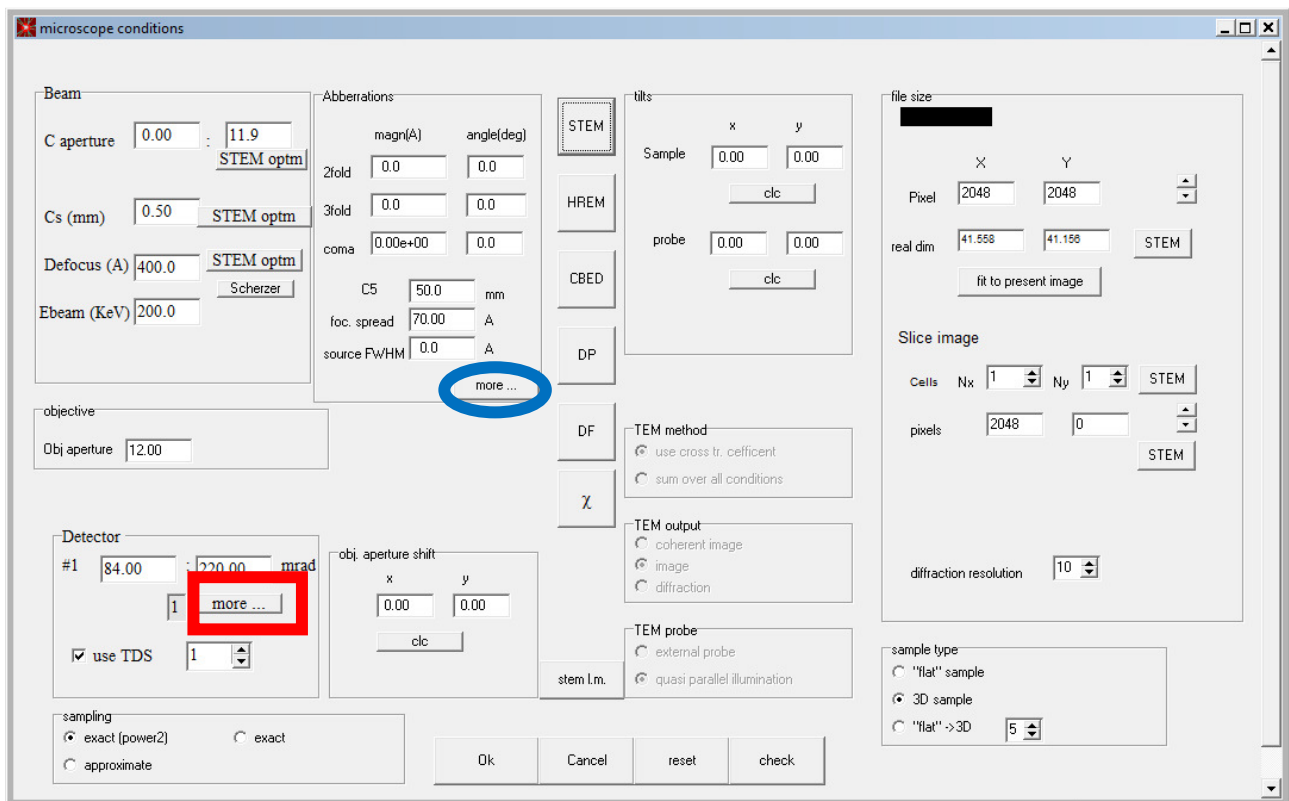 microscope conditions
Beam
C aperture 0.00 : 11.9
STEM optm
Cs (mm) 0.50 STEM optm
Defocus (A) 400.0 STEM optm
Scherzer
Ebeam (KeV) 200.0
Abberrations
magn(A) angle(deg)
2fold 0.0 0.0
3fold 0.0 0.0
coma 0.00e+00 0.0
C5 50.0 mm
foc. spread 70.00 A
source FWHM 0.0 A
more ...
objective
Obj aperture 12.00
Detector
#1 84.00 : 220.00 mrad
1 more ...
use TDS 1
obj. aperture shift
x y
0.00 0.00
clc
sampling
exact (power2) exact
approximate
STEM
HREM
CBED
DP
DF
χ
stem l.m.
tilts
x y
Sample 0.00 0.00
clc
probe 0.00 0.00
clc
TEM method
use cross tr. cefficent
sum over all conditions
TEM output
coherent image
image
diffraction
TEM probe
external probe
quasi parallel illumination
file size
X Y
Pixel 2048 2048
real dim 41.558 41.156 STEM
fit to present image
Slice image
Cells Nx 1 Ny 1 STEM
pixels 2048 0
STEM
diffraction resolution 10
sample type
"flat" sample
3D sample
"flat" ->3D 5
Ok Cancel reset check